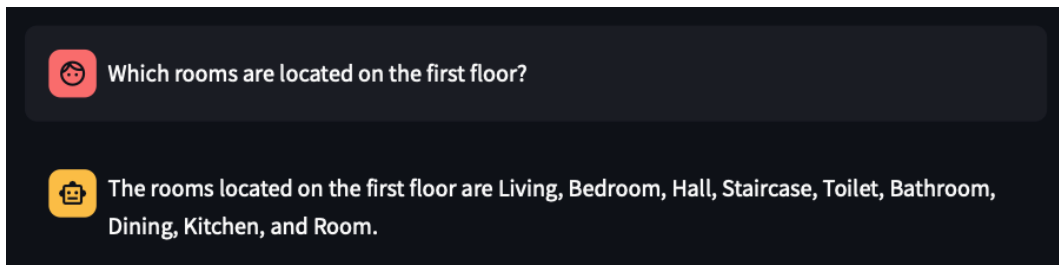 Which rooms are located on the first floor?
The rooms located on the first floor are Living, Bedroom, Hall, Staircase, Toilet, Bathroom,
Dining, Kitchen, and Room.